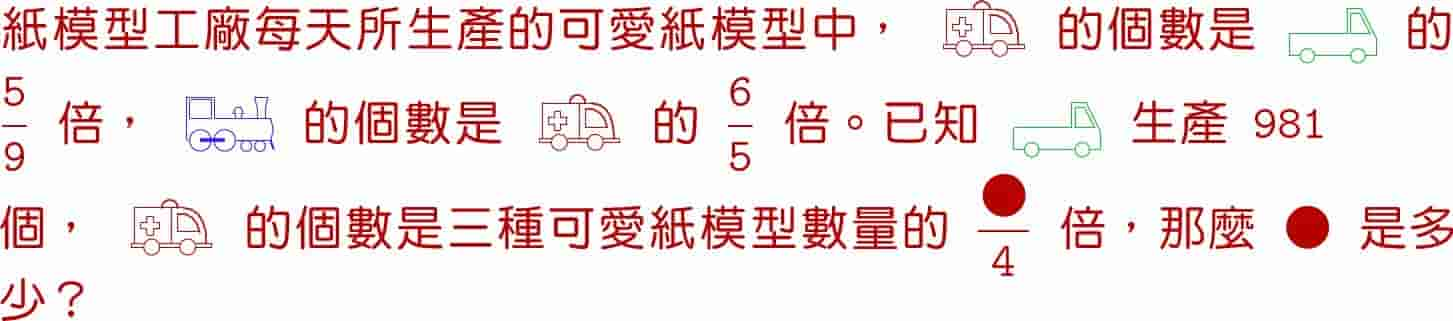 紙模型工廠每天所生產的可愛紙模型中，的個數是的
5/9 倍，的個數是的 6/5 倍。已知生產 981
個，的個數是三種可愛紙模型數量的 ●/4 倍，那麼 ● 是多
少？